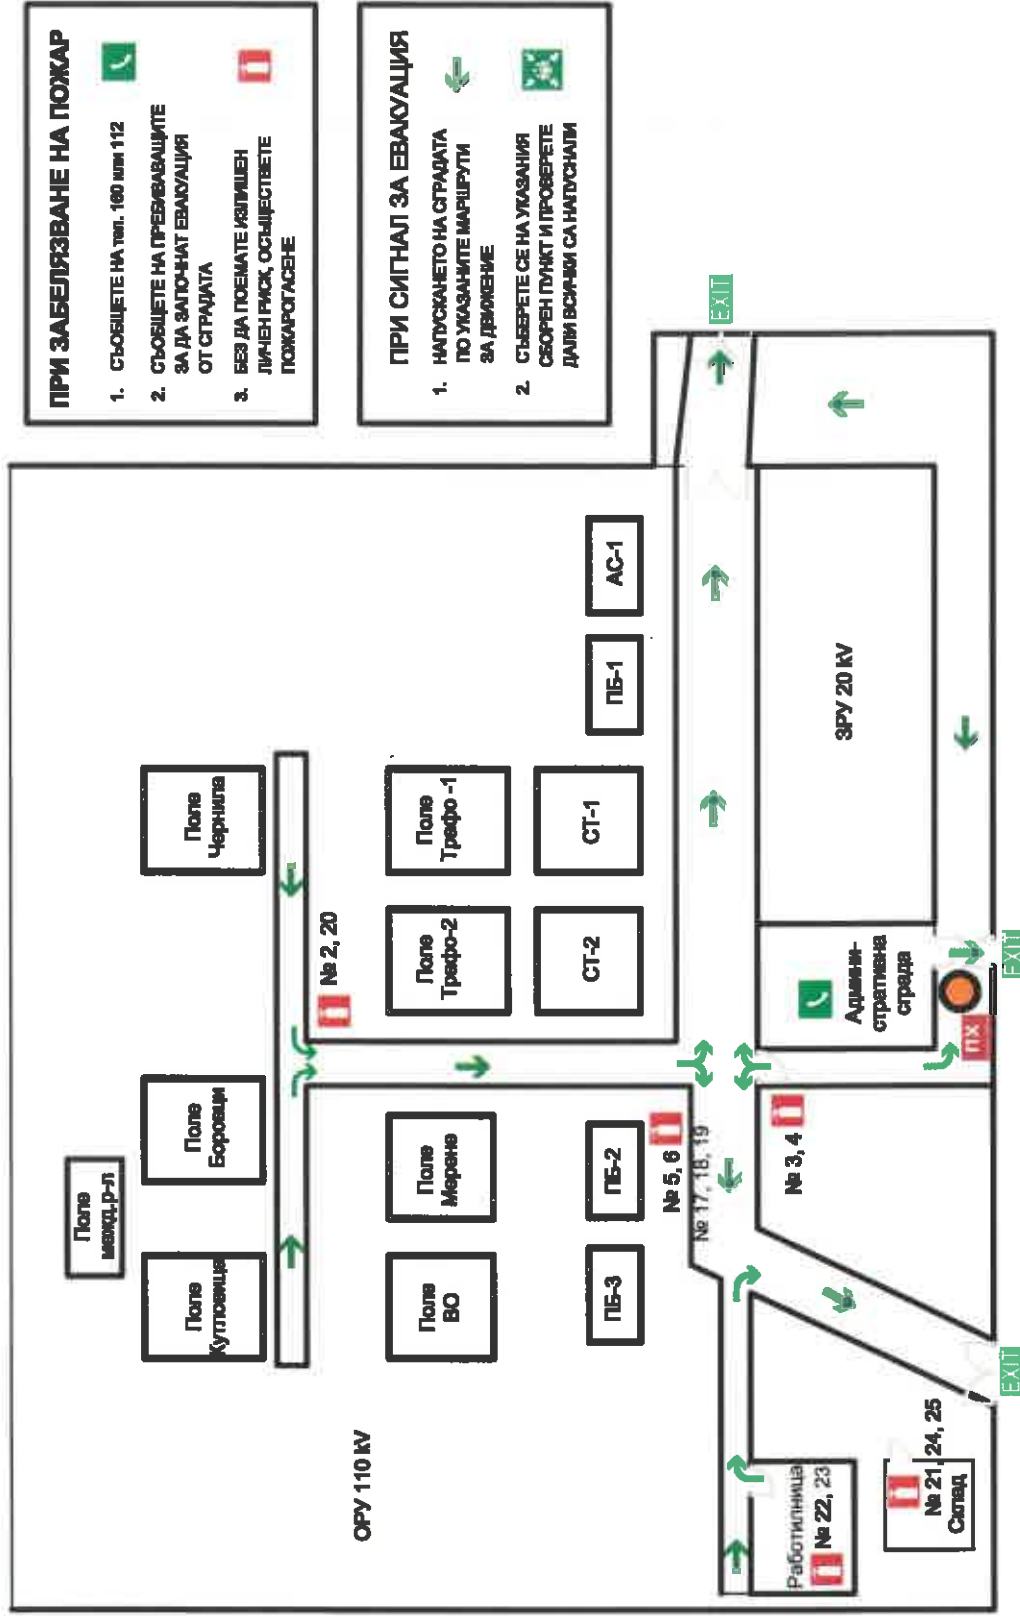 ПРИ ЗАБЕЛЯЗВАНЕ НА ПОЖАР
1. СЪОБЩЕТЕ НА тел. 160 или 112
2. СЪОБЩЕТЕ НА ПРЕБИВАВАЩИТЕ
ЗА ДА ЗАПОЧНАТ ЕВАКУАЦИЯ
ОТ СГРАДАТА
3. БЕЗ ДА ПОЕМАТЕ ИЗЛИШЕН
ЛИЧЕН РИСК, ОСЪЩЕСТВЕТЕ
ПОЖАРОГАСЕНЕ
ПРИ СИГНАЛ ЗА ЕВАКУАЦИЯ
1. НАПУСКАНЕТО НА СГРАДАТА
ПО УКАЗАНИТЕ МАРШРУТИ
ЗА ДВИЖЕНИЕ
2. СЪБЕРЕТЕ СЕ НА УКАЗАНИЯ
СБОРЕН ПУНКТ И ПРОВЕРЕТЕ
ДАЛИ ВСИЧКИ СА НАПУСНАЛИ
Поле
межд.р-л
Поле
Кутловица
Поле
Боровци
Поле
Чернила
№ 2, 20
Поле
ВО
Поле
Мерене
Поле
Трафо-2
Поле
Трафо -1
ОРУ 110 kV
СТ-2
СТ-1
ПБ-3
ПБ-2
ПБ-1
АС-1
№ 5, 6
№ 17, 18, 19
EXIT
№ 3, 4
Работилница
№ 22, 23
Админи-
стративна
сграда
ЗРУ 20 kV
№ 21, 24, 25
Склад
ПХ
EXIT
EXIT